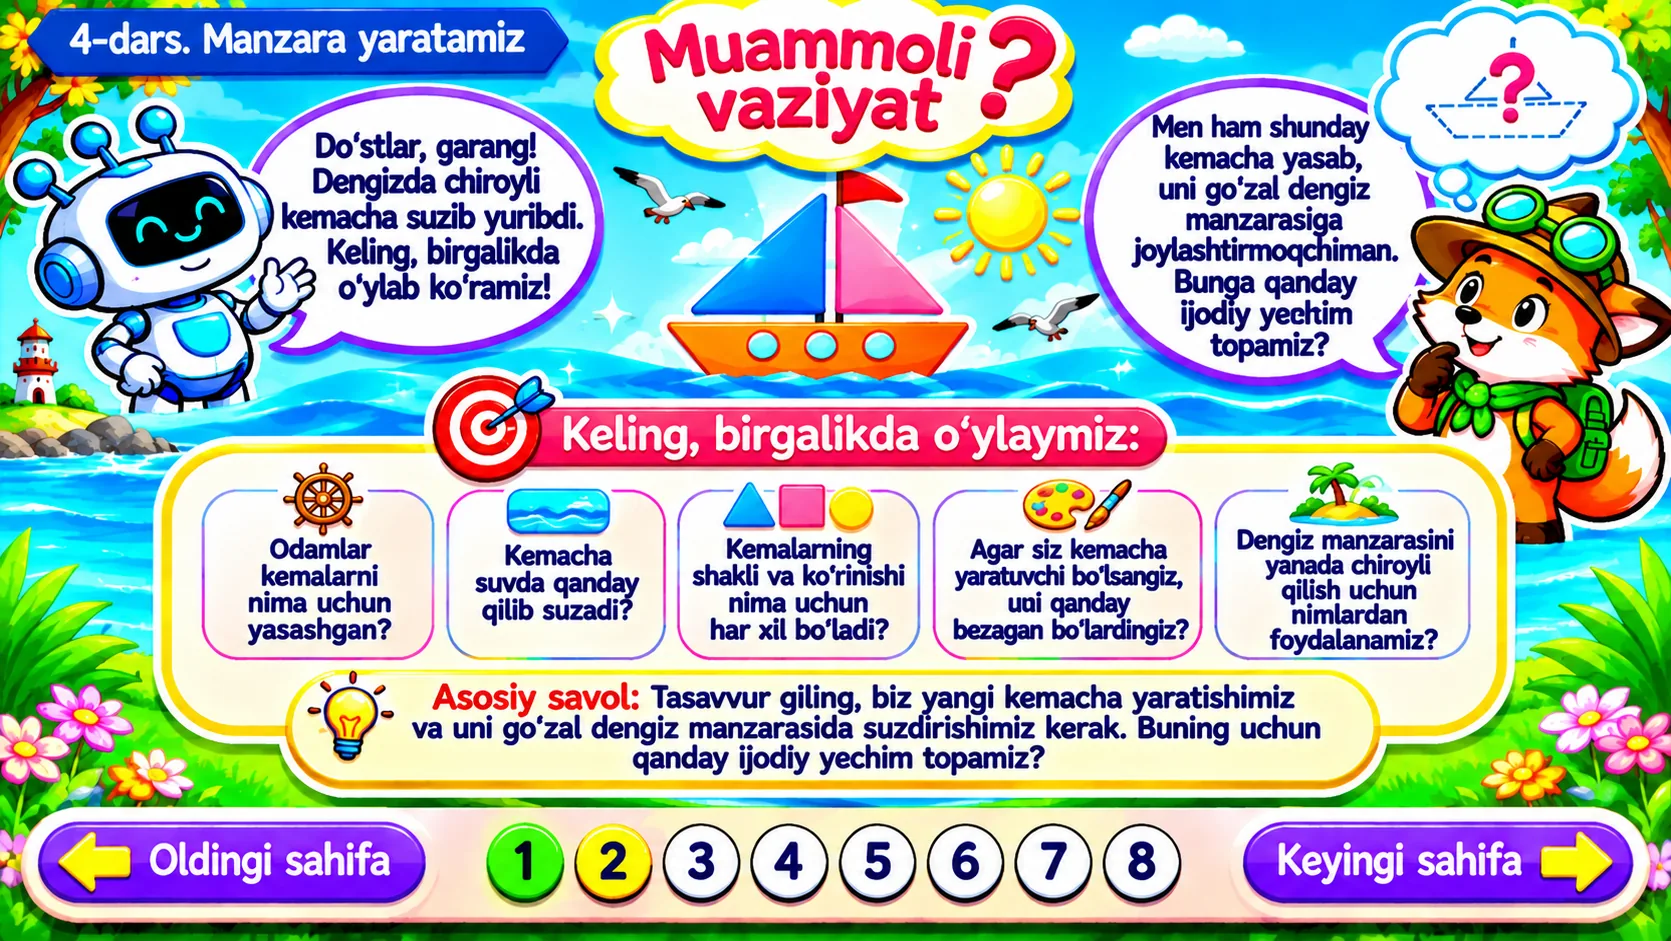 4-dars. Manzara yaratamiz
Muammoli
vaziyat
?
Do‘stlar, garang!
Dengizda chiroyli
kemacha suzib yuribdi.
Keling, birgalikda
o‘ylab ko‘ramiz!
Men ham shunday
kemacha yasab,
uni go‘zal dengiz
manzarasiga
joylashtirmoqchiman.
Bunga qanday
ijodiy yechim
topamiz?
?
Keling, birgalikda o‘ylaymiz:
Odamlar
kemalarni
nima uchun
yasashgan?
Kemacha
suvda qanday
qilib suzadi?
Kemalarning
shakli va ko‘rinishi
nima uchun
har xil bo‘ladi?
Agar siz kemacha
yaratuvchi bo‘lsangiz,
uni qanday
bezagan bo‘lardingiz?
Dengiz manzarasini
yanada chiroyli
qilish uchun
nimlardan
foydalanamiz?
Asosiy savol: Tasavvur giling, biz yangi kemacha yaratishimiz
va uni go‘zal dengiz manzarasida suzdirishimiz kerak. Buning uchun
qanday ijodiy yechim topamiz?
Oldingi sahifa
1 2 3 4 5 6 7 8
Keyingi sahifa